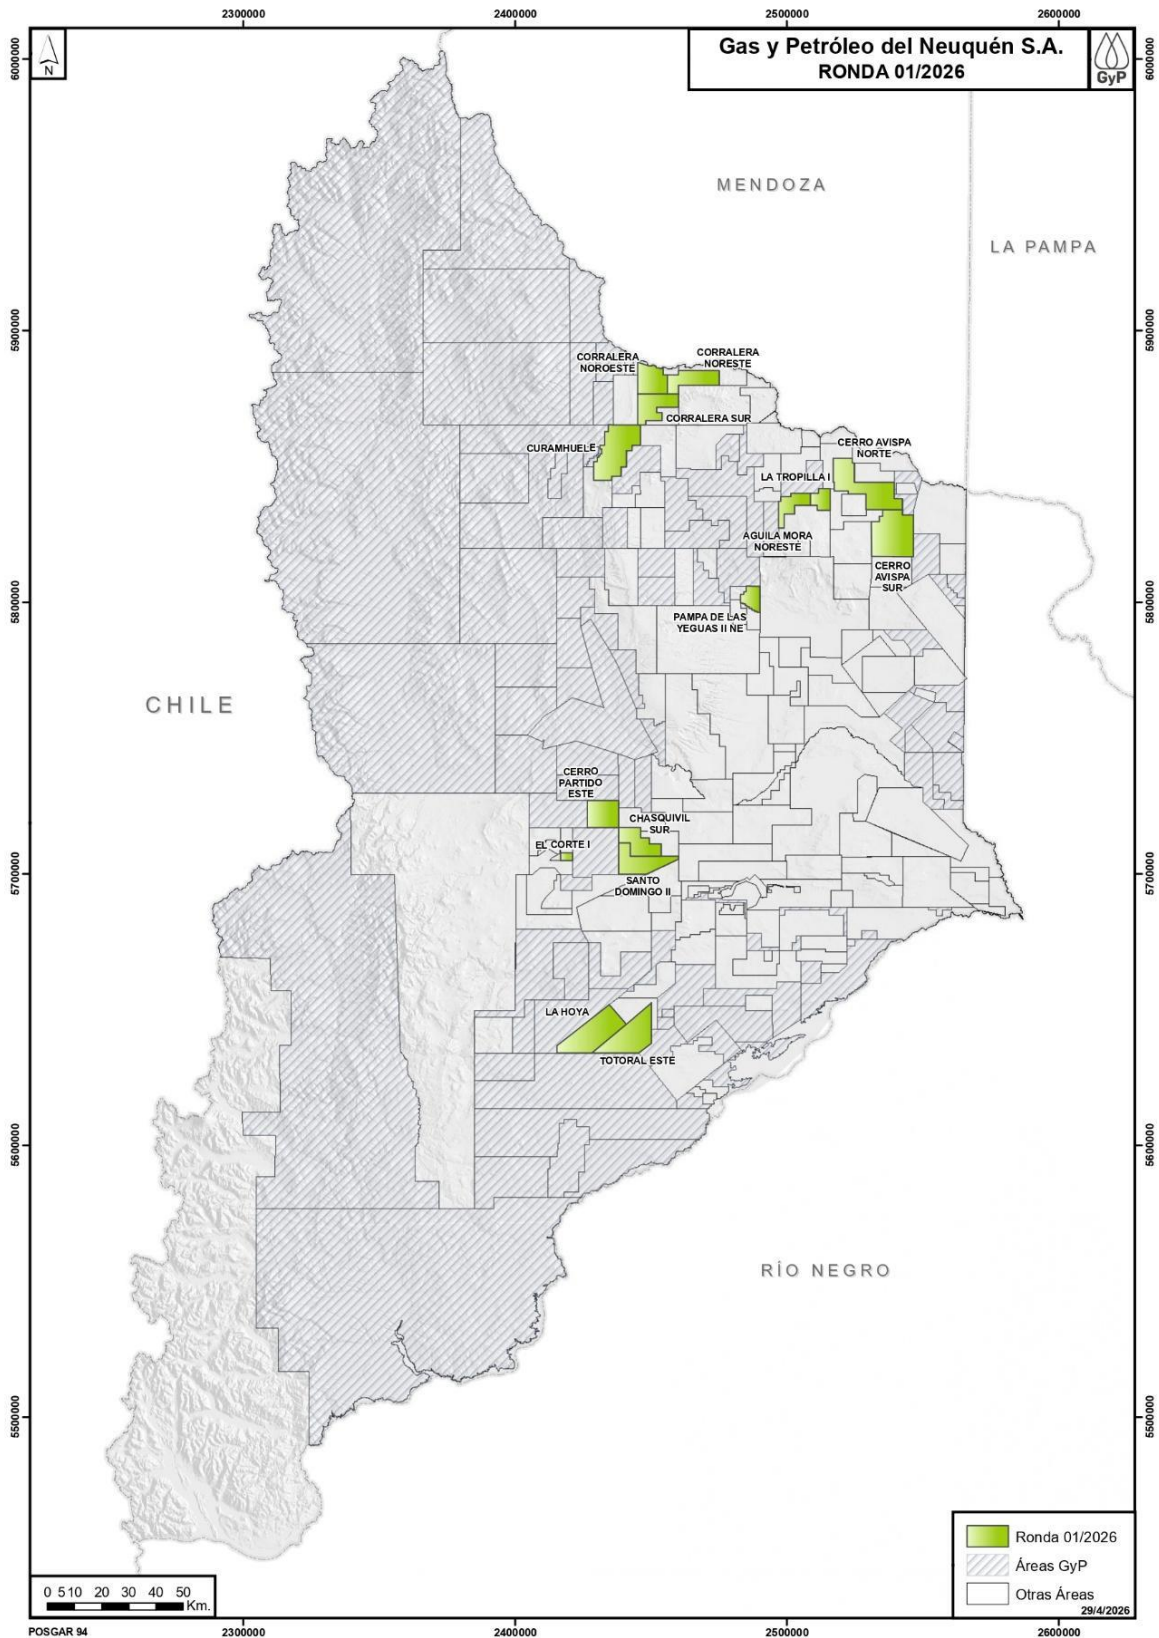 2300000
2400000
2500000
2600000
6000000
N
Gas y Petróleo del Neuquén S.A.
RONDA 01/2026
GyP
6000000
MENDOZA
LA PAMPA
5900000
5900000
CORRALERA
NOROESTE
CORRALERA
NORESTE
CORRALERA SUR
CURAMHUELE
CERRO AVISPA
NORTE
LA TROPILLA I
AGUILA MORA
NORESTE
CERRO
AVISPA
SUR
5800000
5800000
PAMPA DE LAS
YEGUAS II NE
CHILE
CERRO
PARTIDO
ESTE
CHASQUIVIL
SUR
EL CORTE I
5700000
5700000
SANTO
DOMINGO II
LA HOYA
TOTORAL ESTE
5600000
5600000
RÍO NEGRO
5500000
5500000
Ronda 01/2026
Áreas GyP
Otras Áreas
29/4/2026
0 5 10 20 30 40 50
Km.
POSGAR 94
2300000
2400000
2500000
2600000